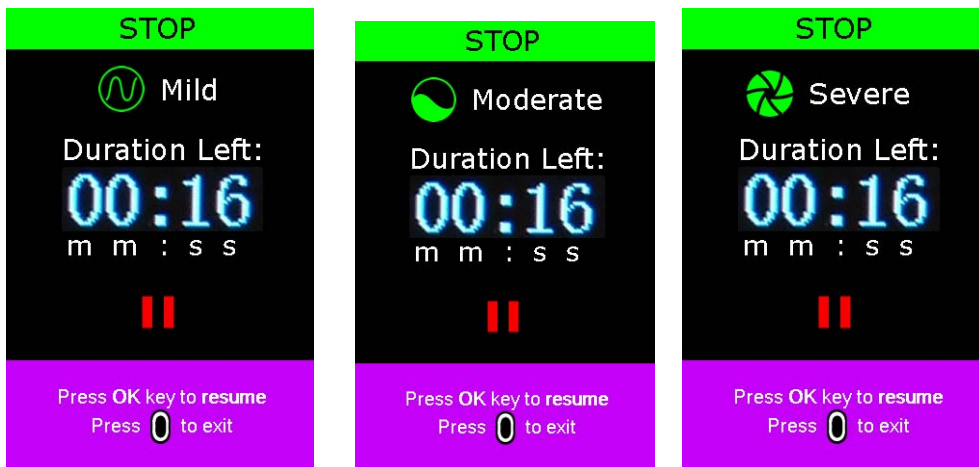 STOP
Mild
Duration Left:
00:16
m m : s s
Press OK key to resume
Press 0 to exit
STOP
Moderate
Duration Left:
00:16
m m : s s
Press OK key to resume
Press 0 to exit
STOP
Severe
Duration Left:
00:16
m m : s s
Press OK key to resume
Press 0 to exit